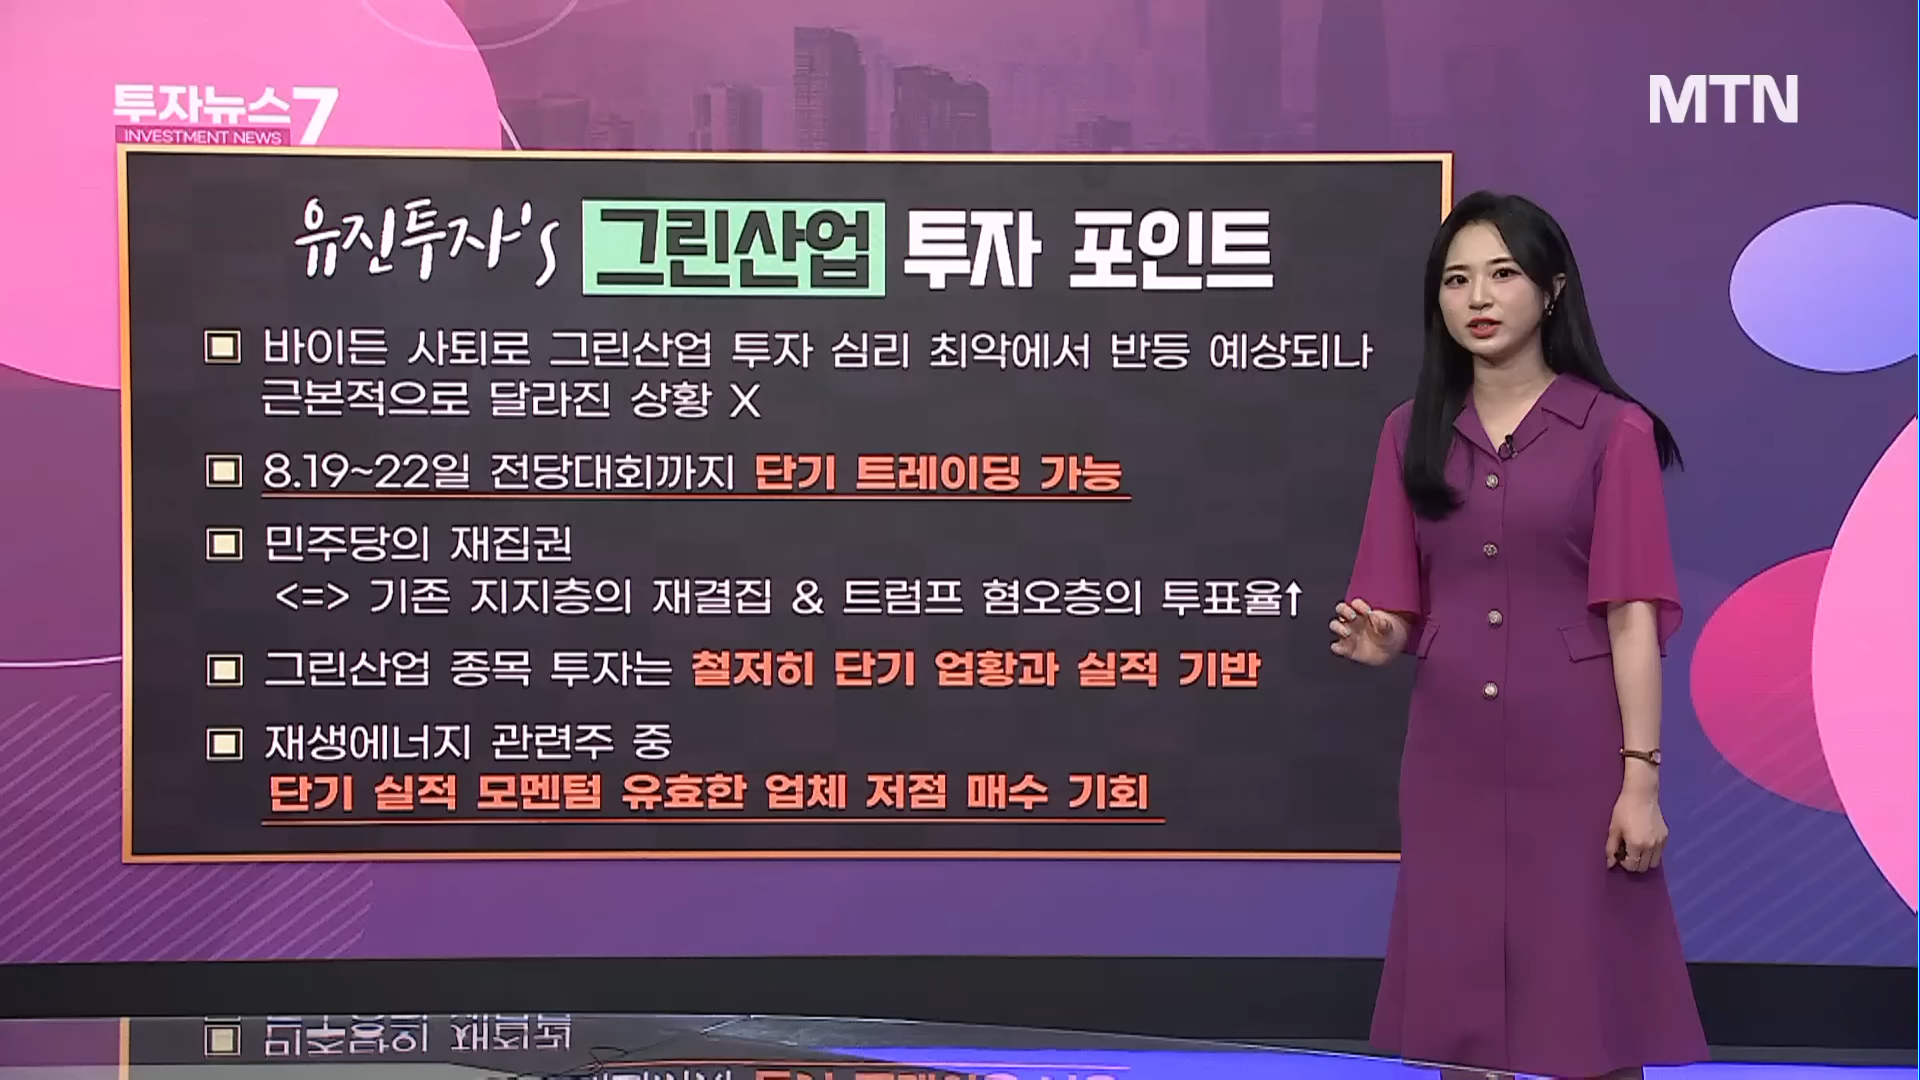 투자뉴스7
INVESTMENT NEWS
MTN
유진투자's 그린산업 투자 포인트
바이든 사퇴로 그린산업 투자 심리 최악에서 반등 예상되나
근본적으로 달라진 상황 X
8.19~22일 전당대회까지 단기 트레이딩 가능
민주당의 재집권
<=> 기존 지지층의 재결집 & 트럼프 혐오층의 투표율↑
그린산업 종목 투자는 철저히 단기 업황과 실적 기반
재생에너지 관련주 중
단기 실적 모멘텀 유효한 업체 저점 매수 기회